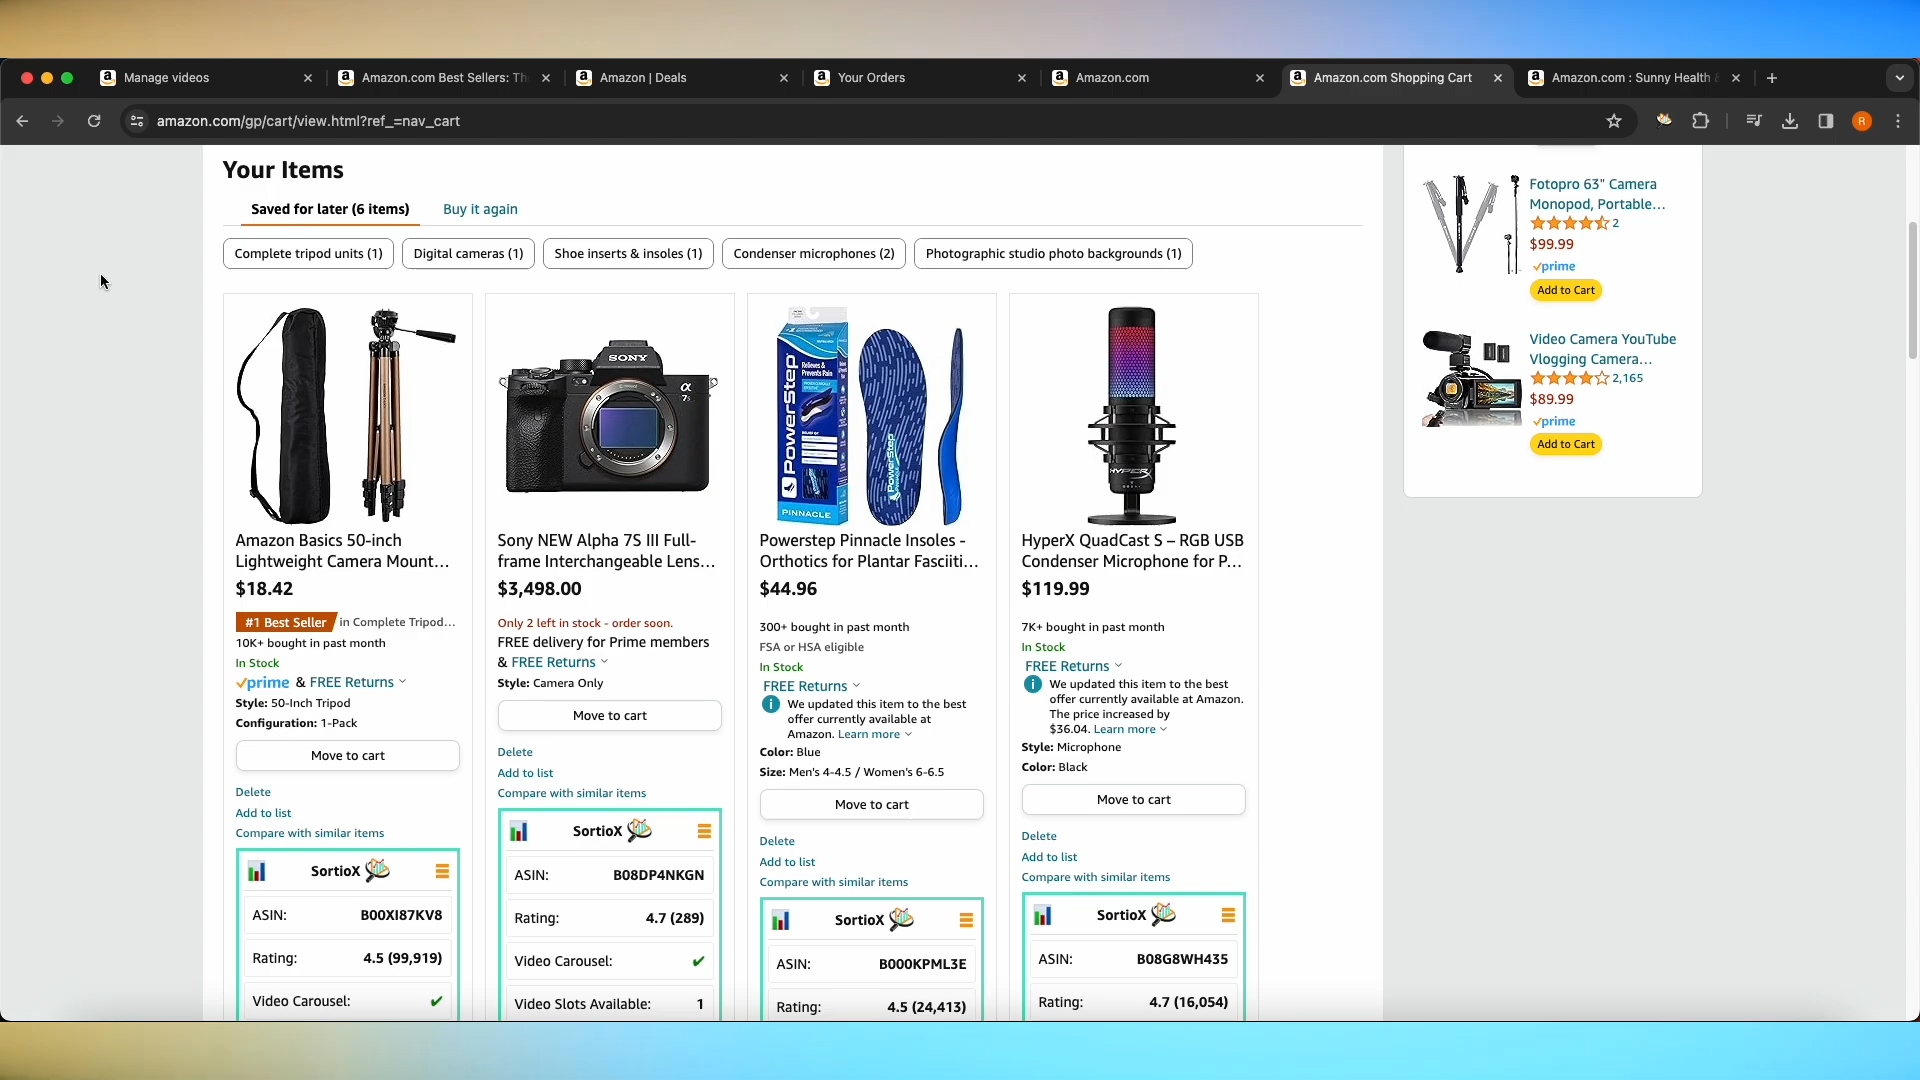 Manage videos
Amazon.com Best Sellers: Th
Amazon | Deals
Your Orders
Amazon.com
Amazon.com Shopping Cart
Amazon.com : Sunny Health &
amazon.com/gp/cart/view.html?ref_=nav_cart
R
Your Items
Saved for later (6 items)
Buy it again
Complete tripod units (1)
Digital cameras (1)
Shoe inserts & insoles (1)
Condenser microphones (2)
Photographic studio photo backgrounds (1)
SONY
α
7s
PowerStep
Relieves & Prevents Pain
PINNACLE
PowerStep
HYPERX
Amazon Basics 50-inch
Lightweight Camera Mount...
$18.42
#1 Best Seller in Complete Tripod...
10K+ bought in past month
In Stock
prime & FREE Returns
Style: 50-Inch Tripod
Configuration: 1-Pack
Move to cart
Delete
Add to list
Compare with similar items
SortioX
ASIN: B00XI87KV8
Rating: 4.5 (99,919)
Video Carousel: ✔
Sony NEW Alpha 7S III Full-
frame Interchangeable Lens...
$3,498.00
Only 2 left in stock - order soon.
FREE delivery for Prime members
& FREE Returns
Style: Camera Only
Move to cart
Delete
Add to list
Compare with similar items
SortioX
ASIN: B08DP4NKGN
Rating: 4.7 (289)
Video Carousel: ✔
Video Slots Available: 1
Powerstep Pinnacle Insoles -
Orthotics for Plantar Fasciiti...
$44.96
300+ bought in past month
FSA or HSA eligible
In Stock
FREE Returns
We updated this item to the best
offer currently available at
Amazon. Learn more
Color: Blue
Size: Men's 4-4.5 / Women's 6-6.5
Move to cart
Delete
Add to list
Compare with similar items
SortioX
ASIN: B000KPML3E
Rating: 4.5 (24,413)
HyperX QuadCast S – RGB USB
Condenser Microphone for P...
$119.99
7K+ bought in past month
In Stock
FREE Returns
We updated this item to the best
offer currently available at Amazon.
The price increased by
$36.04. Learn more
Style: Microphone
Color: Black
Move to cart
Delete
Add to list
Compare with similar items
SortioX
ASIN: B08G8WH435
Rating: 4.7 (16,054)
Fotopro 63" Camera
Monopod, Portable...
2
$99.99
prime
Add to Cart
Video Camera YouTube
Vlogging Camera...
2,165
$89.99
prime
Add to Cart